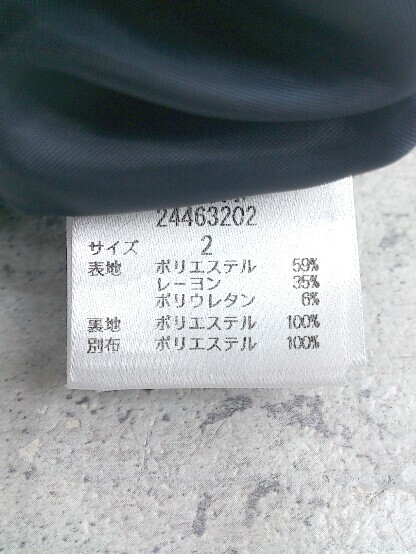 24463202
サイズ 2
表地 ポリエステル 59%
レーヨン 35%
ポリウレタン 6%
裏地 ポリエステル 100%
別布 ポリエステル 100%